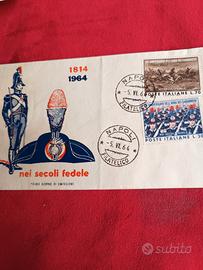 1814
1964
nei secoli fedele
NAPOLI
-5. VI. 64
FILATELICO
POSTE ITALIANE L.70
NAPOLI
-5. VI. 64
FILATELICO
POSTE ITALIANE L.30
subito